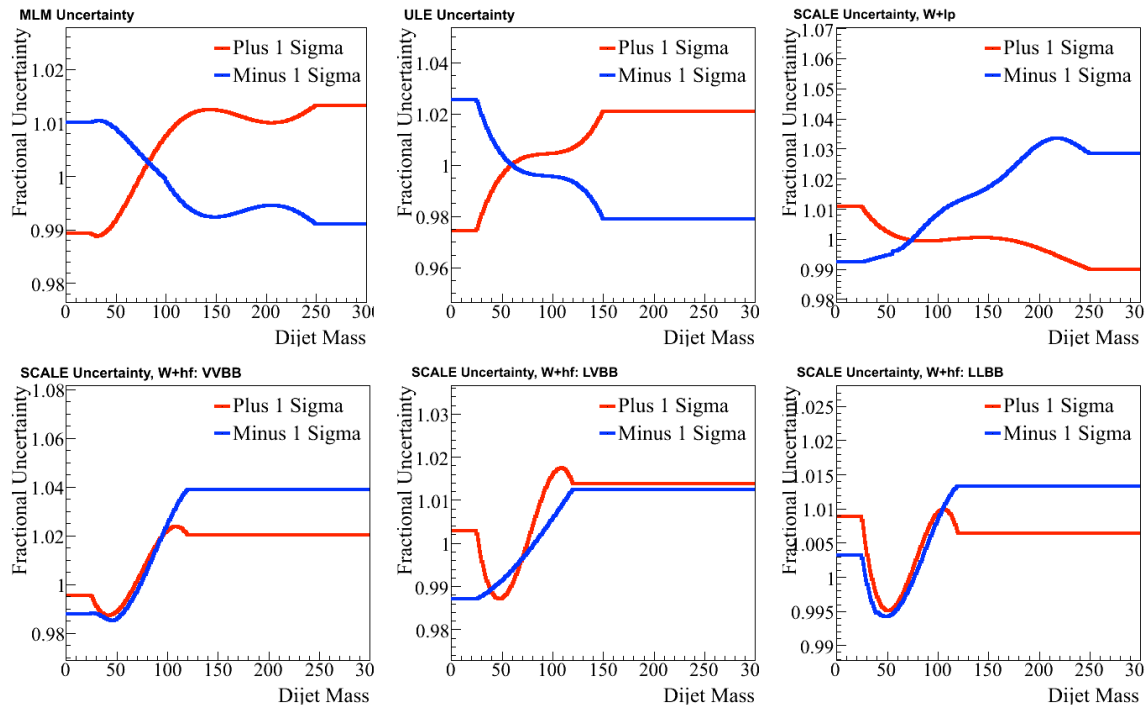 MLM Uncertainty
Fractional Uncertainty
1.02
1.01
1
0.99
0.98
Plus 1 Sigma
Minus 1 Sigma
0 50 100 150 200 250 300
Dijet Mass
ULE Uncertainty
Fractional Uncertainty
1.04
1.02
1
0.98
0.96
Plus 1 Sigma
Minus 1 Sigma
0 50 100 150 200 250 30
Dijet Mass
SCALE Uncertainty, W+lp
Fractional Uncertainty
1.07
1.06
1.05
1.04
1.03
1.02
1.01
1
0.99
0.98
Plus 1 Sigma
Minus 1 Sigma
0 50 100 150 200 250 30
Dijet Mass
SCALE Uncertainty, W+hf: VVBB
Fractional Uncertainty
1.08
1.06
1.04
1.02
1
0.98
Plus 1 Sigma
Minus 1 Sigma
0 50 100 150 200 250 30
Dijet Mass
SCALE Uncertainty, W+hf: LVBB
Fractional Uncertainty
1.03
1.02
1.01
1
0.99
0.98
Plus 1 Sigma
Minus 1 Sigma
0 50 100 150 200 250 30
Dijet Mass
SCALE Uncertainty, W+hf: LLBB
Fractional Uncertainty
1.025
1.02
1.015
1.01
1.005
1
0.995
0.99
Plus 1 Sigma
Minus 1 Sigma
0 50 100 150 200 250 30
Dijet Mass